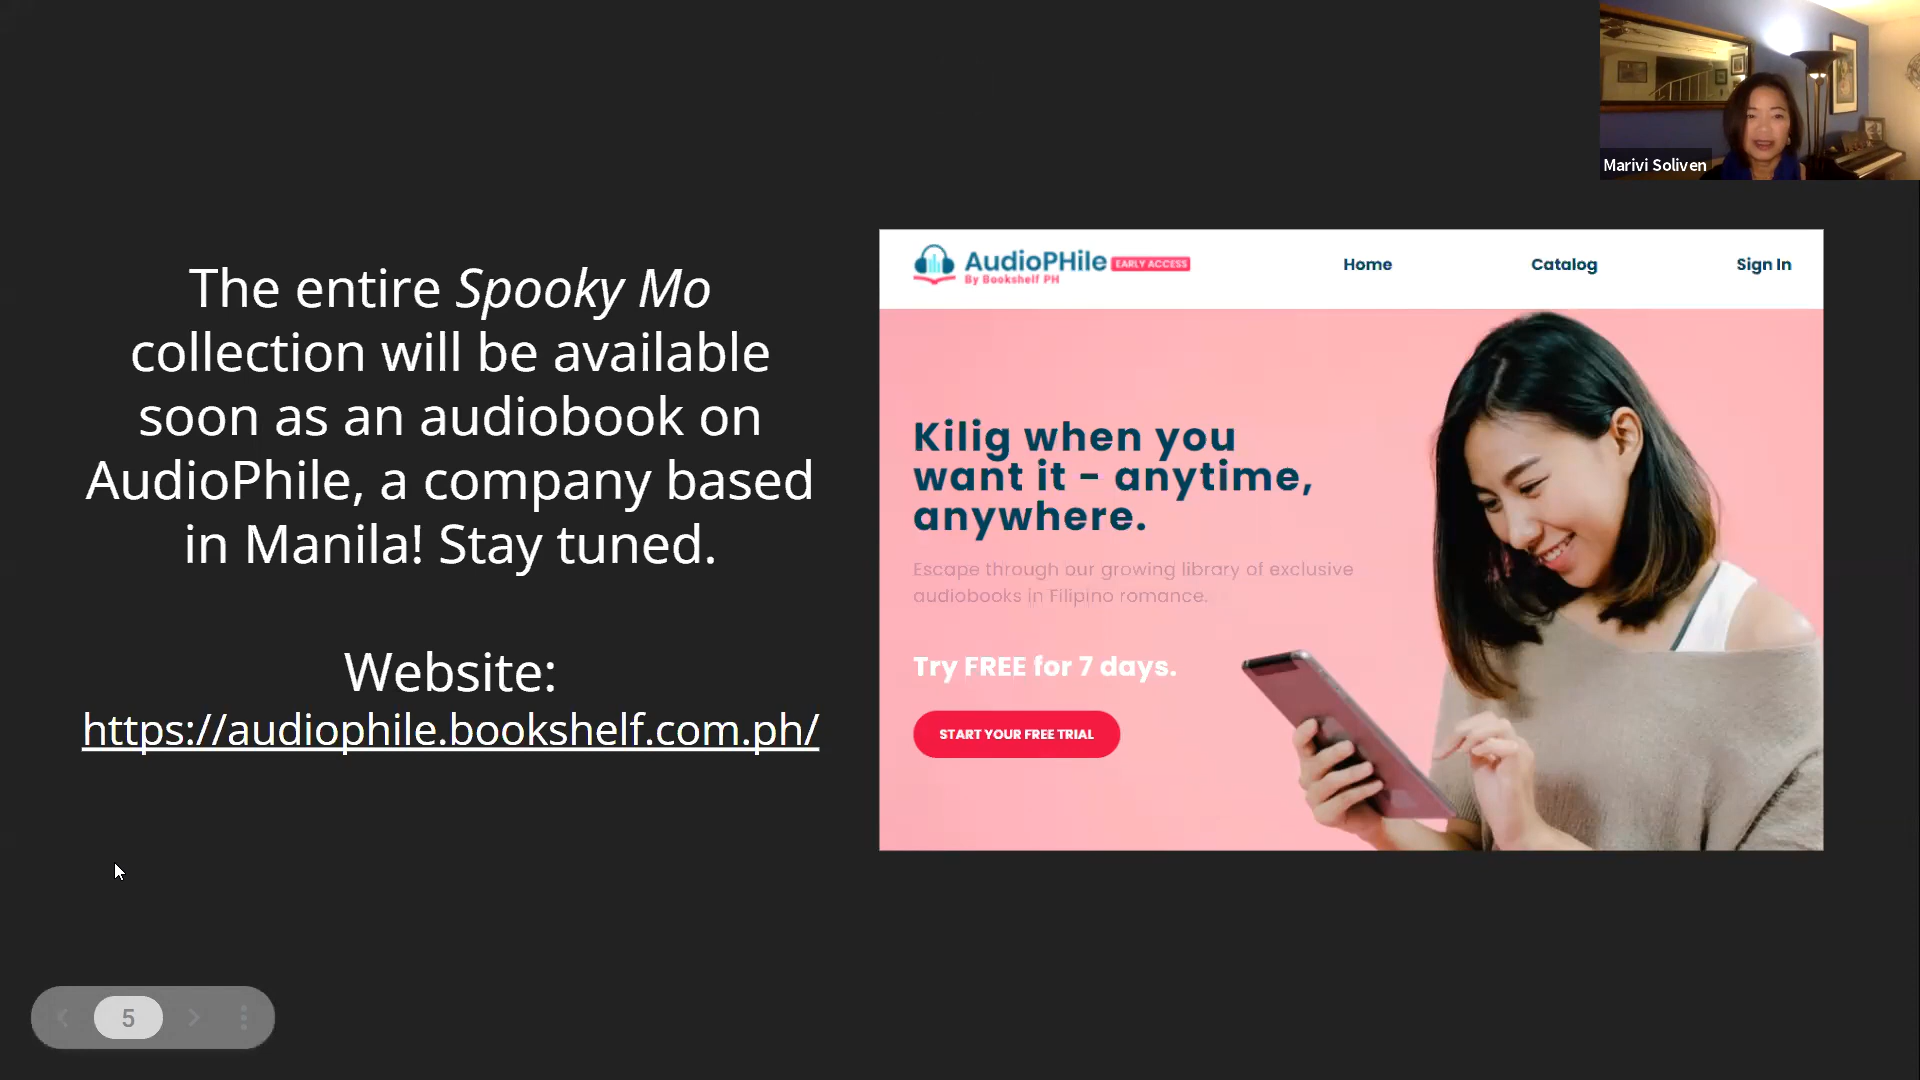 Marivi Soliven
The entire Spooky Mo
collection will be available
soon as an audiobook on
AudioPhile, a company based
in Manila! Stay tuned.
Website:
https://audiophile.bookshelf.com.ph/
AudioPHile EARLY ACCESS
By Bookshelf PH
Home Catalog Sign In
Kilig when you
want it - anytime,
anywhere.
Escape through our growing library of exclusive
audiobooks in Filipino romance.
Try FREE for 7 days.
START YOUR FREE TRIAL
5